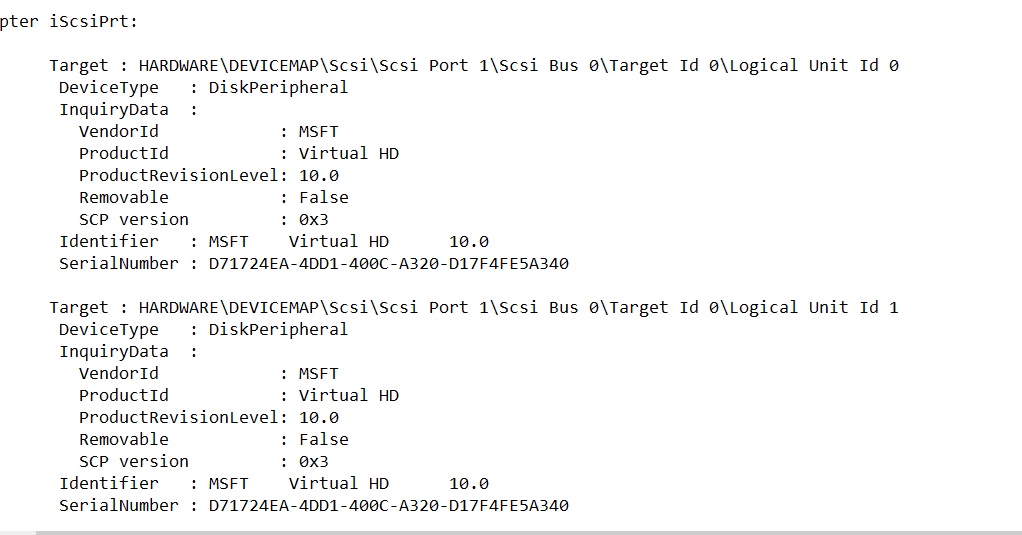 pter iScsiPrt:
Target : HARDWARE\DEVICEMAP\Scsi\Scsi Port 1\Scsi Bus 0\Target Id 0\Logical Unit Id 0
DeviceType : DiskPeripheral
InquiryData :
VendorId : MSFT
ProductId : Virtual HD
ProductRevisionLevel: 10.0
Removable : False
SCP version : 0x3
Identifier : MSFT Virtual HD 10.0
SerialNumber : D71724EA-4DD1-400C-A320-D17F4FE5A340
Target : HARDWARE\DEVICEMAP\Scsi\Scsi Port 1\Scsi Bus 0\Target Id 0\Logical Unit Id 1
DeviceType : DiskPeripheral
InquiryData :
VendorId : MSFT
ProductId : Virtual HD
ProductRevisionLevel: 10.0
Removable : False
SCP version : 0x3
Identifier : MSFT Virtual HD 10.0
SerialNumber : D71724EA-4DD1-400C-A320-D17F4FE5A340